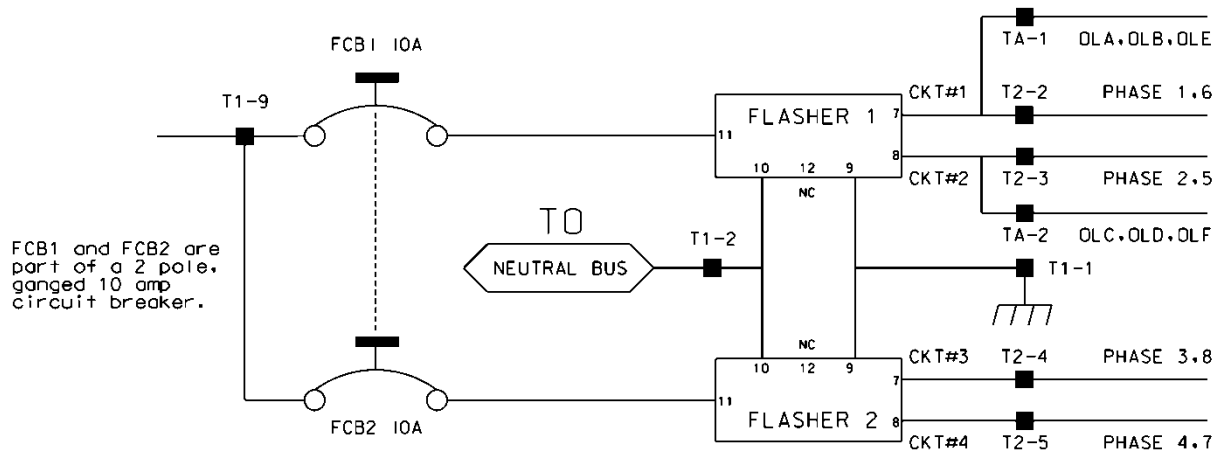 FCB1 10A
T1-9
FCB1 and FCB2 are
part of a 2 pole,
ganged 10 amp
circuit breaker.
FCB2 10A
TO
NEUTRAL BUS
T1-2
11
FLASHER 1
7
8
10 12 9
NC
CKT#1
CKT#2
TA-1 OLA,OLB,OLE
T2-2 PHASE 1,6
T2-3 PHASE 2,5
TA-2 OLC,OLD,OLF
T1-1
NC
10 12 9
11
FLASHER 2
7
8
CKT#3 T2-4 PHASE 3,8
CKT#4 T2-5 PHASE 4,7